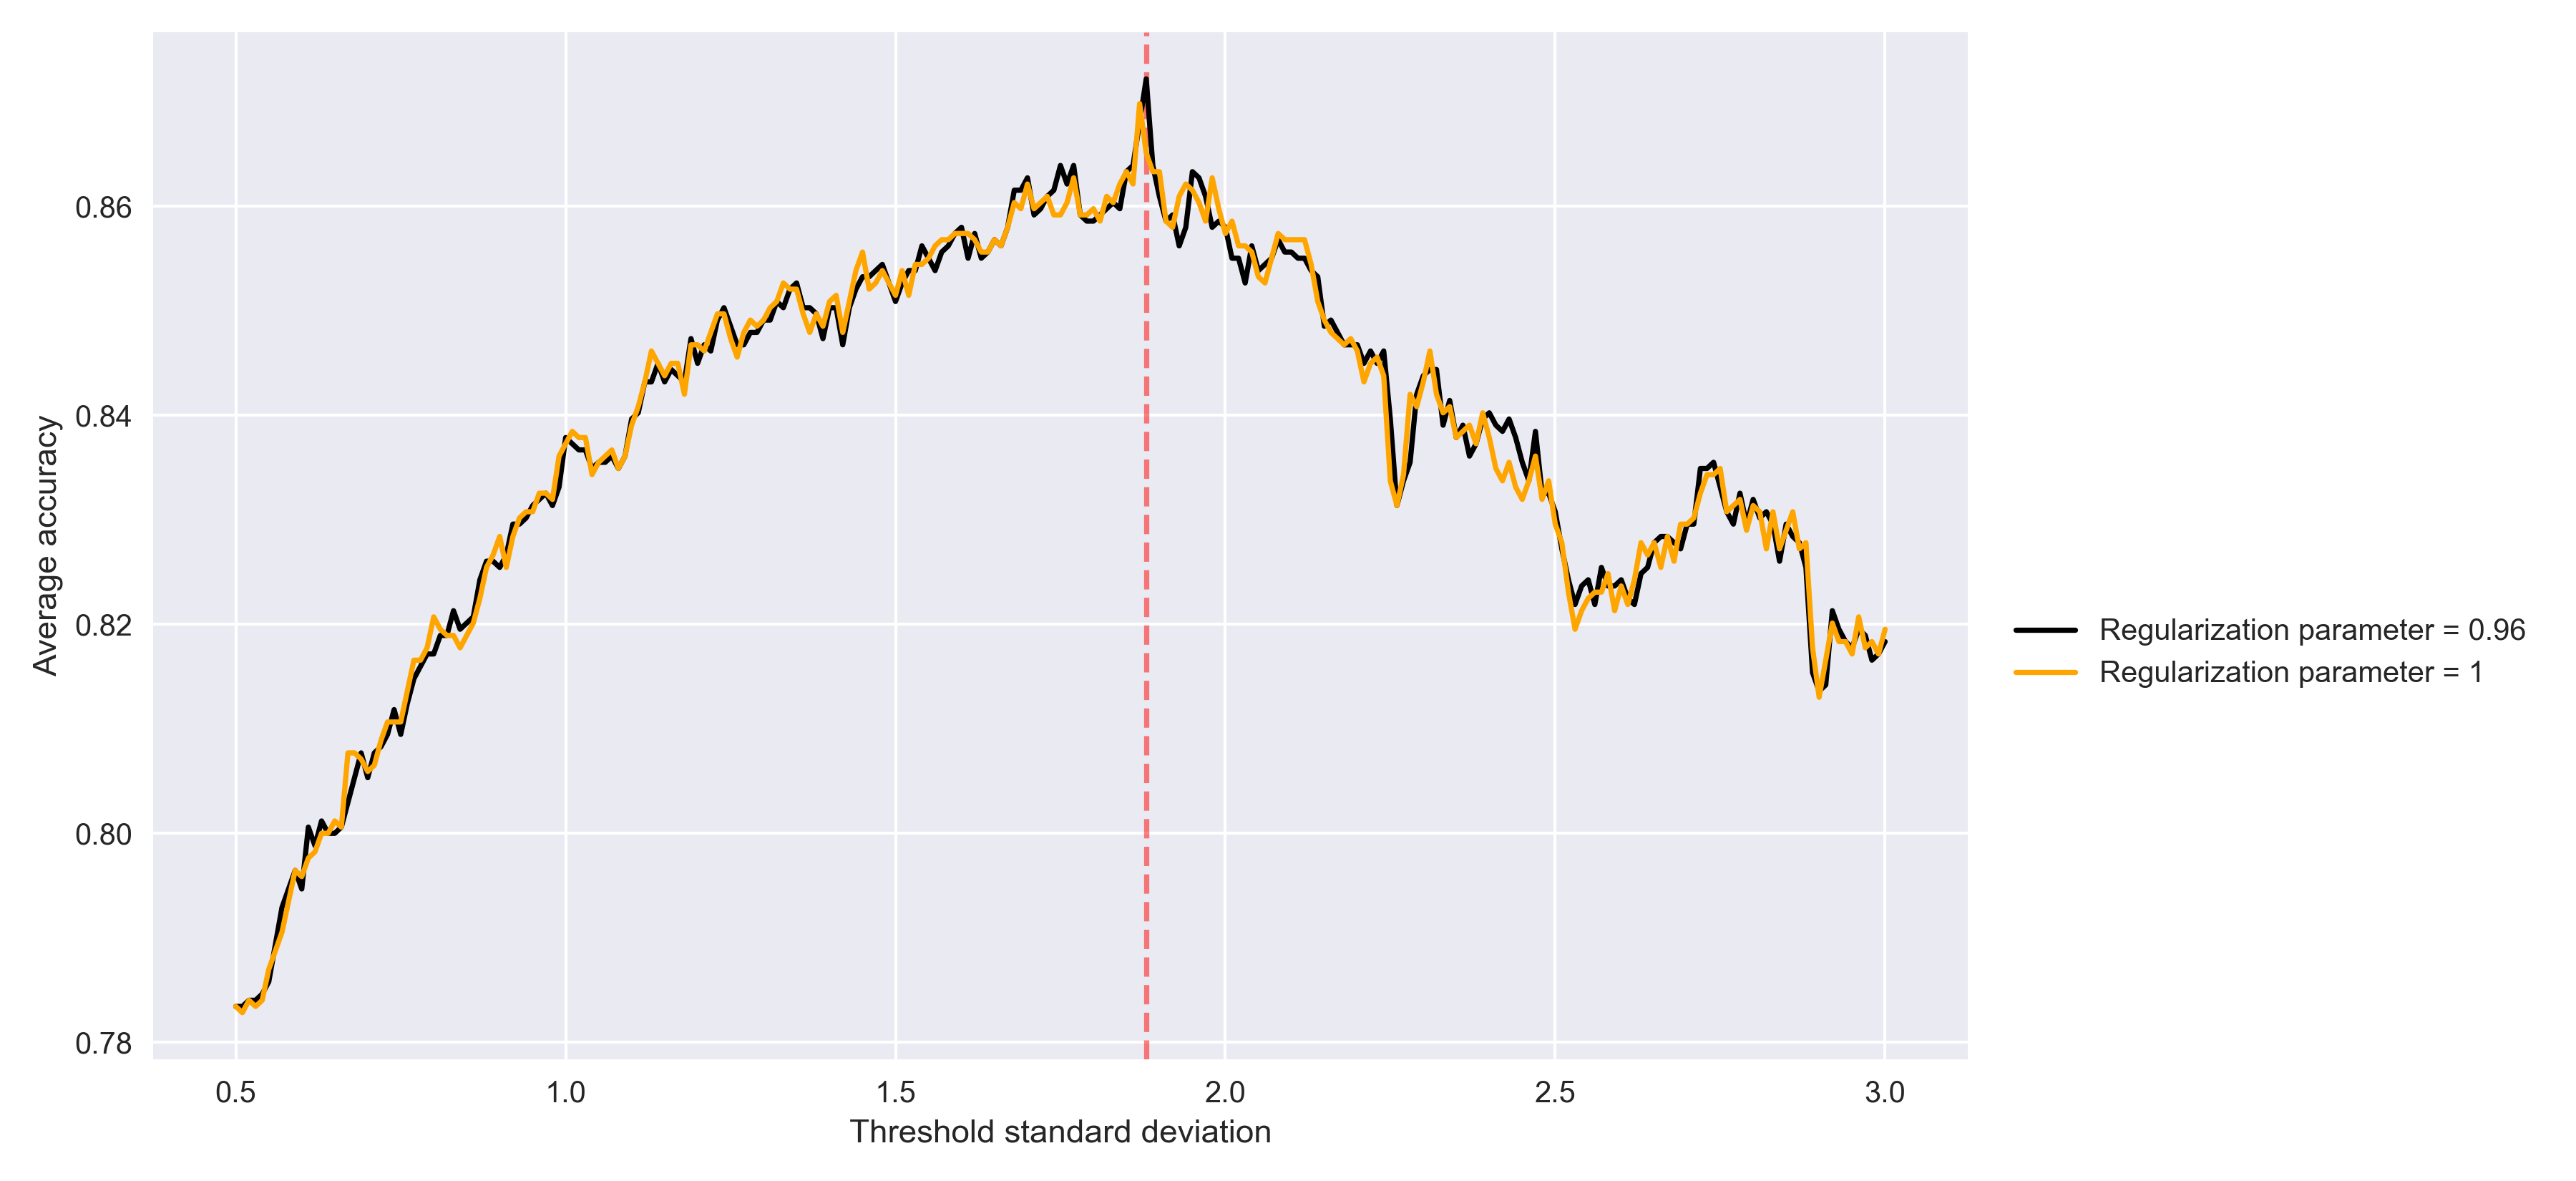 Average accuracy
0.86
0.84
0.82
0.80
0.78
0.5 1.0 1.5 2.0 2.5 3.0
Threshold standard deviation
Regularization parameter = 0.96
Regularization parameter = 1